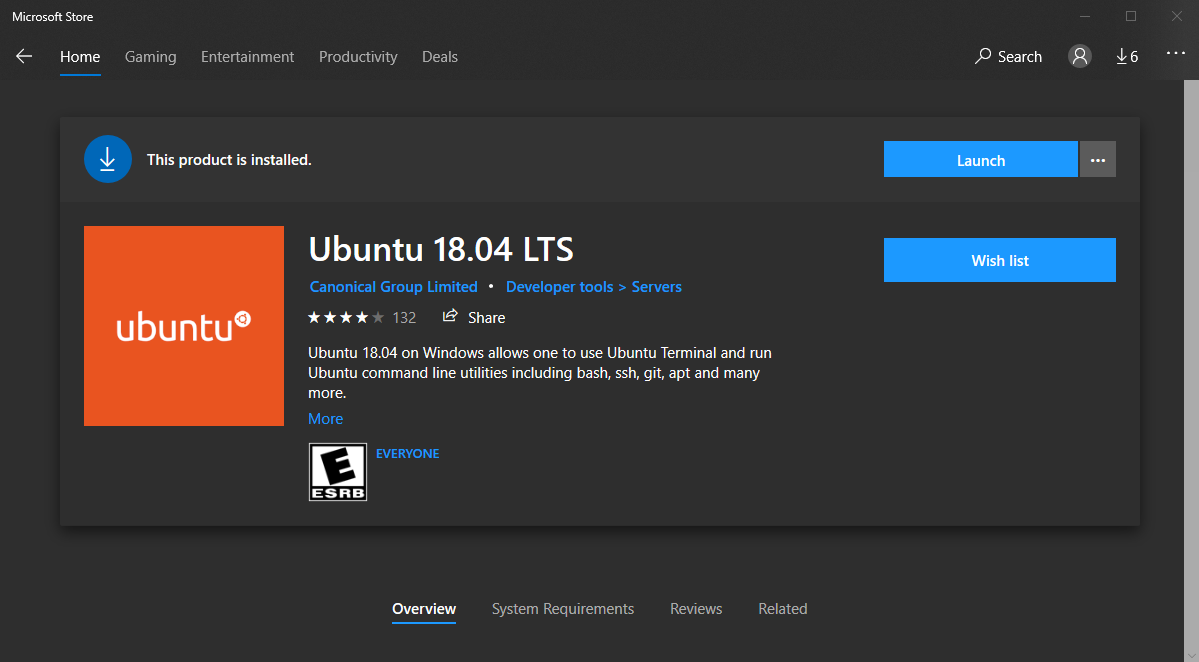 Microsoft Store
Home Gaming Entertainment Productivity Deals Search 6
This product is installed.
Launch
ubuntu
Ubuntu 18.04 LTS
Wish list
Canonical Group Limited • Developer tools > Servers
132 Share
Ubuntu 18.04 on Windows allows one to use Ubuntu Terminal and run
Ubuntu command line utilities including bash, ssh, git, apt and many
more.
More
E
ESRB
EVERYONE
Overview System Requirements Reviews Related